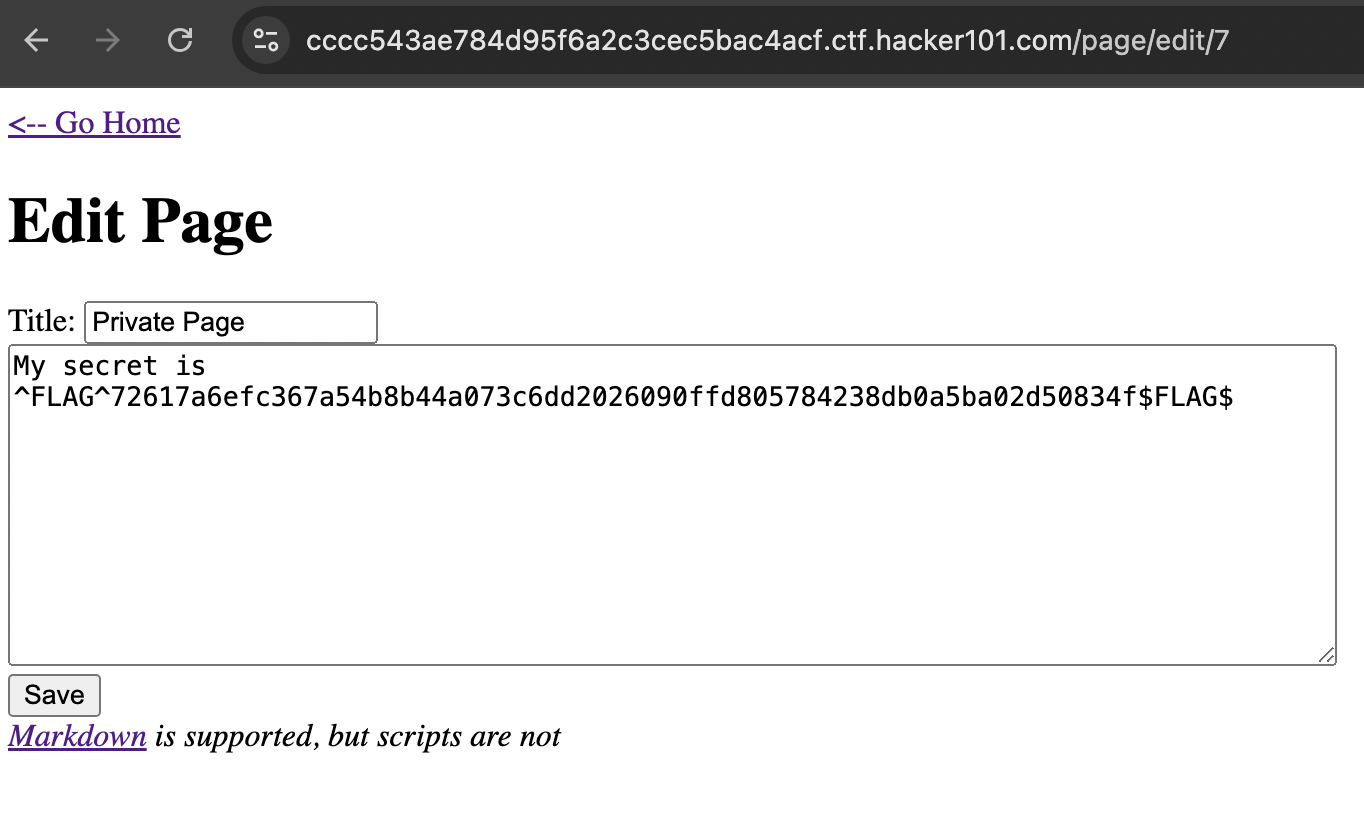 cccc543ae784d95f6a2c3cec5bac4acf.ctf.hacker101.com/page/edit/7
<-- Go Home
Edit Page
Title: Private Page
My secret is
^FLAG^72617a6efc367a54b8b44a073c6dd2026090ffd805784238db0a5ba02d50834f$FLAG$
Save
Markdown is supported, but scripts are not